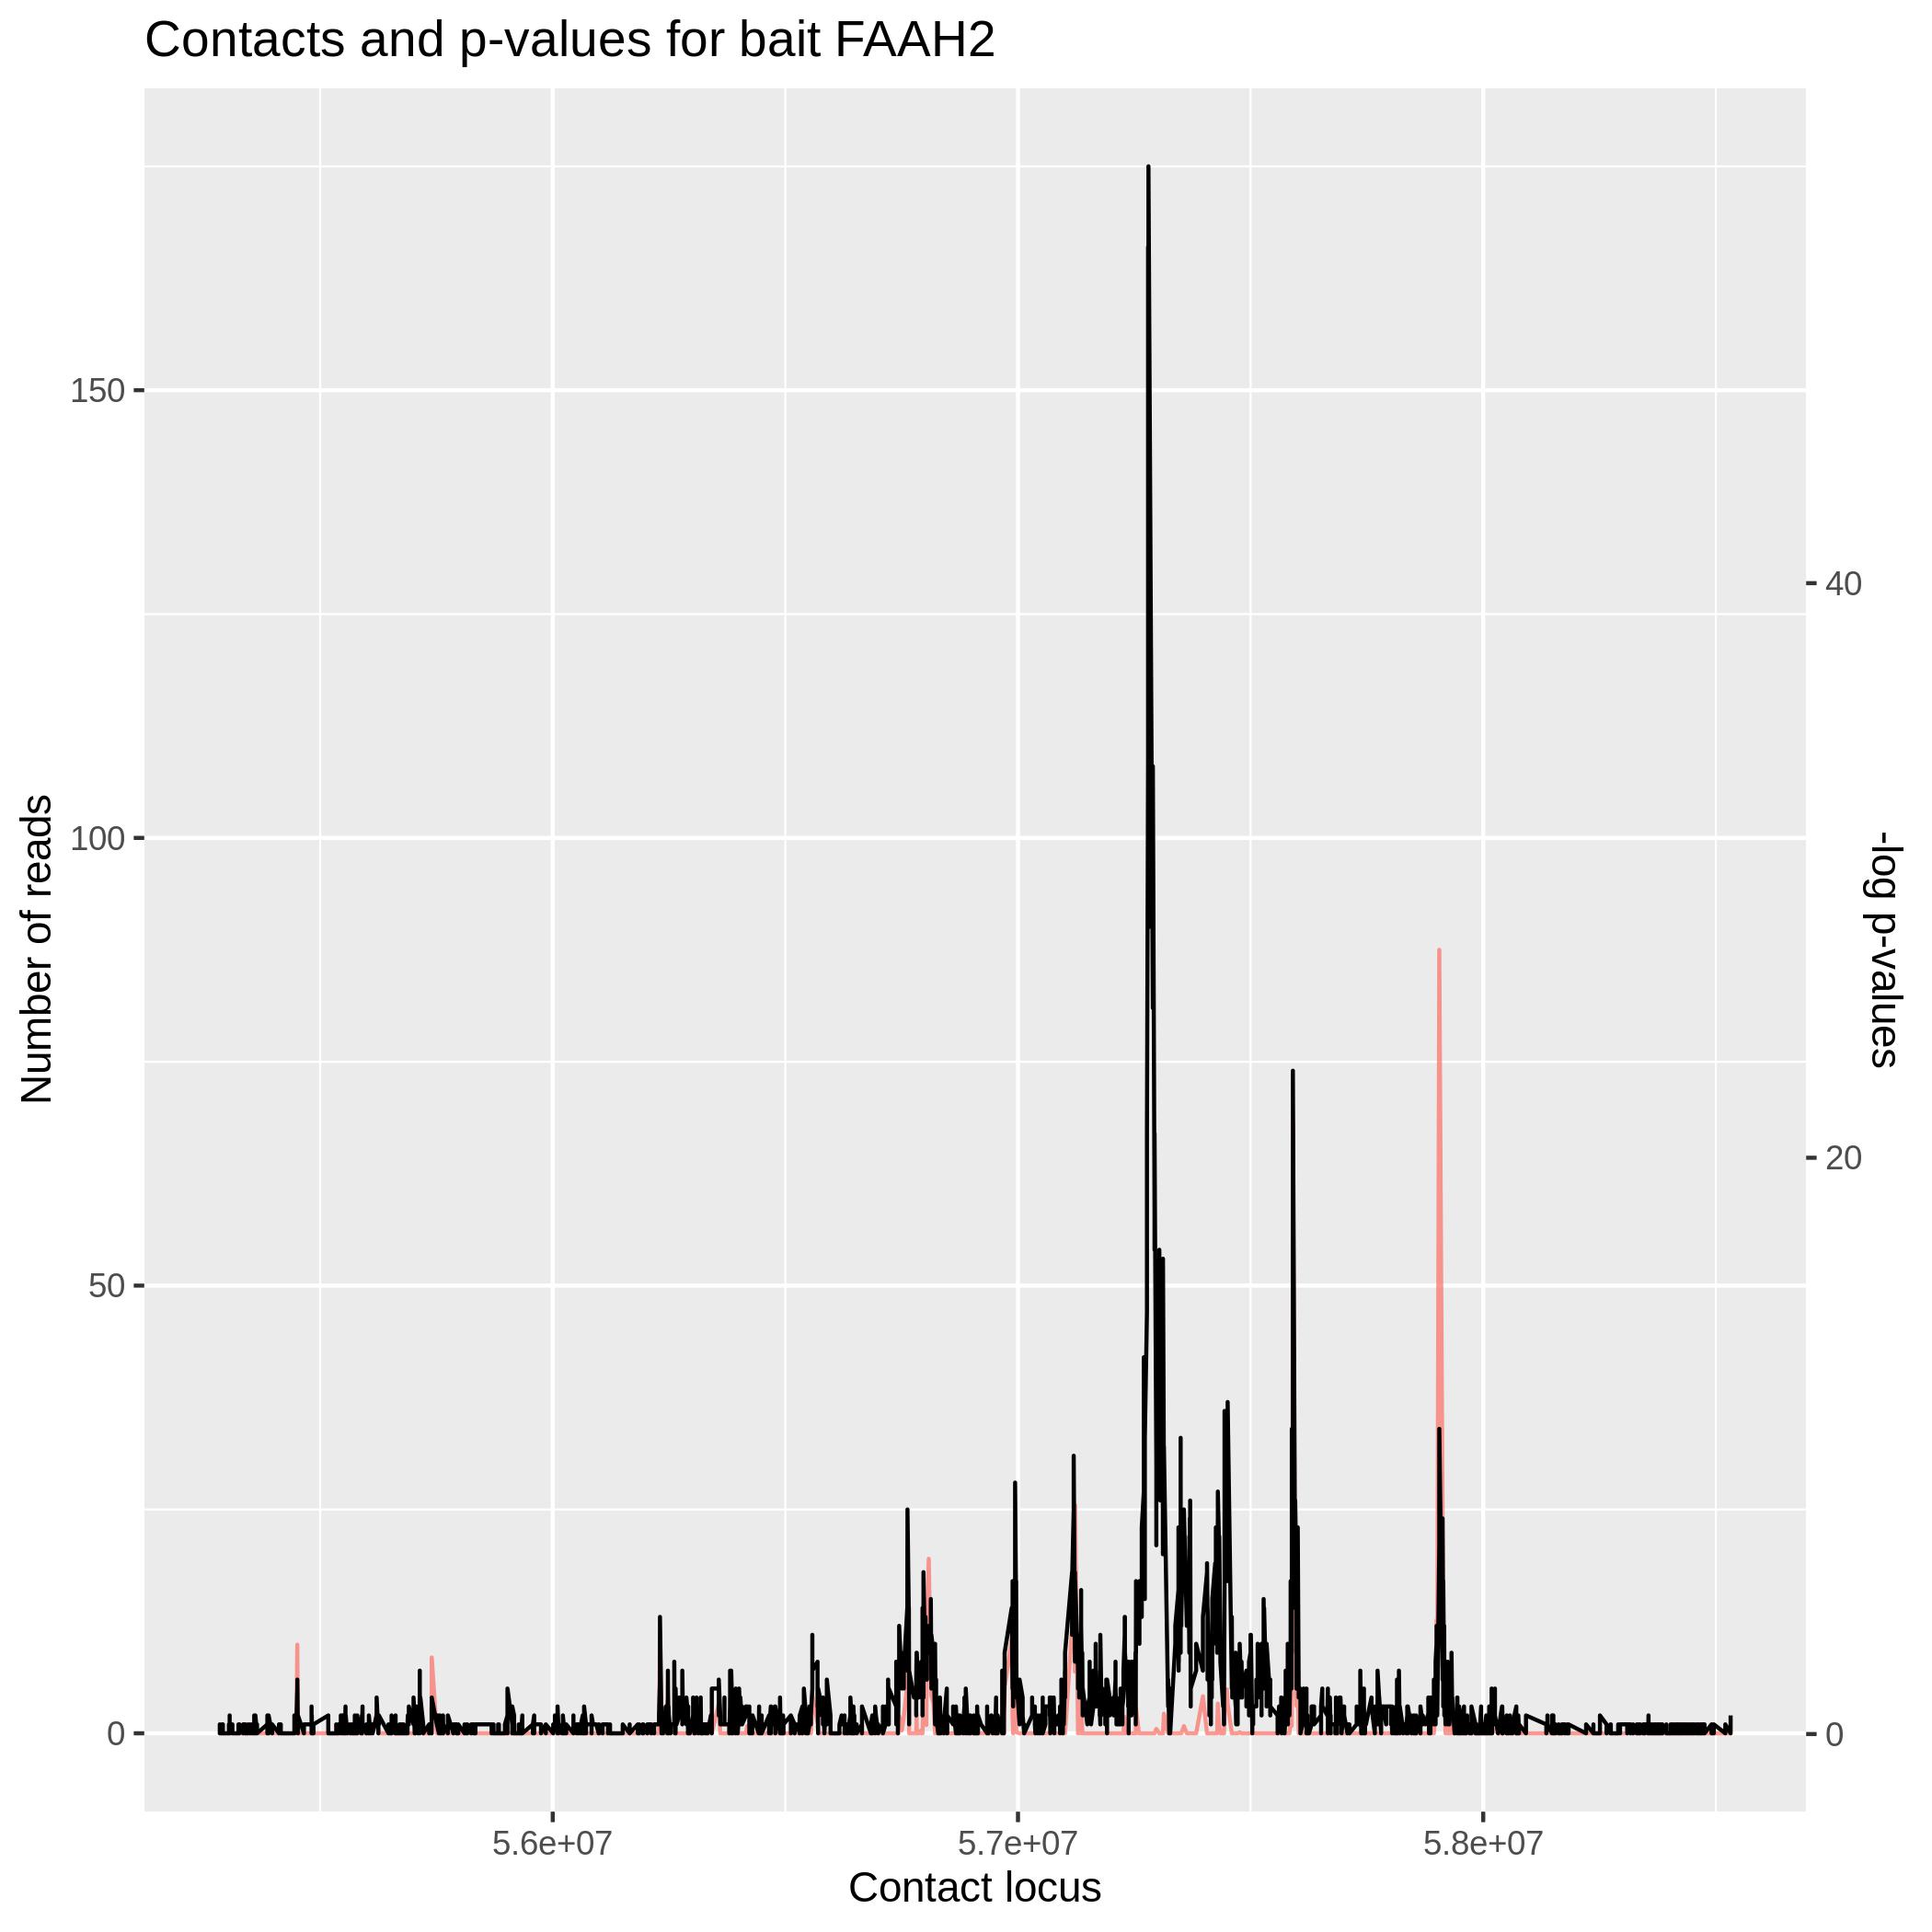 Contacts and p-values for bait FAAH2
Number of reads
150
100
50
0
40
20
0
-log p-values
5.6e+07
5.7e+07
5.8e+07
Contact locus